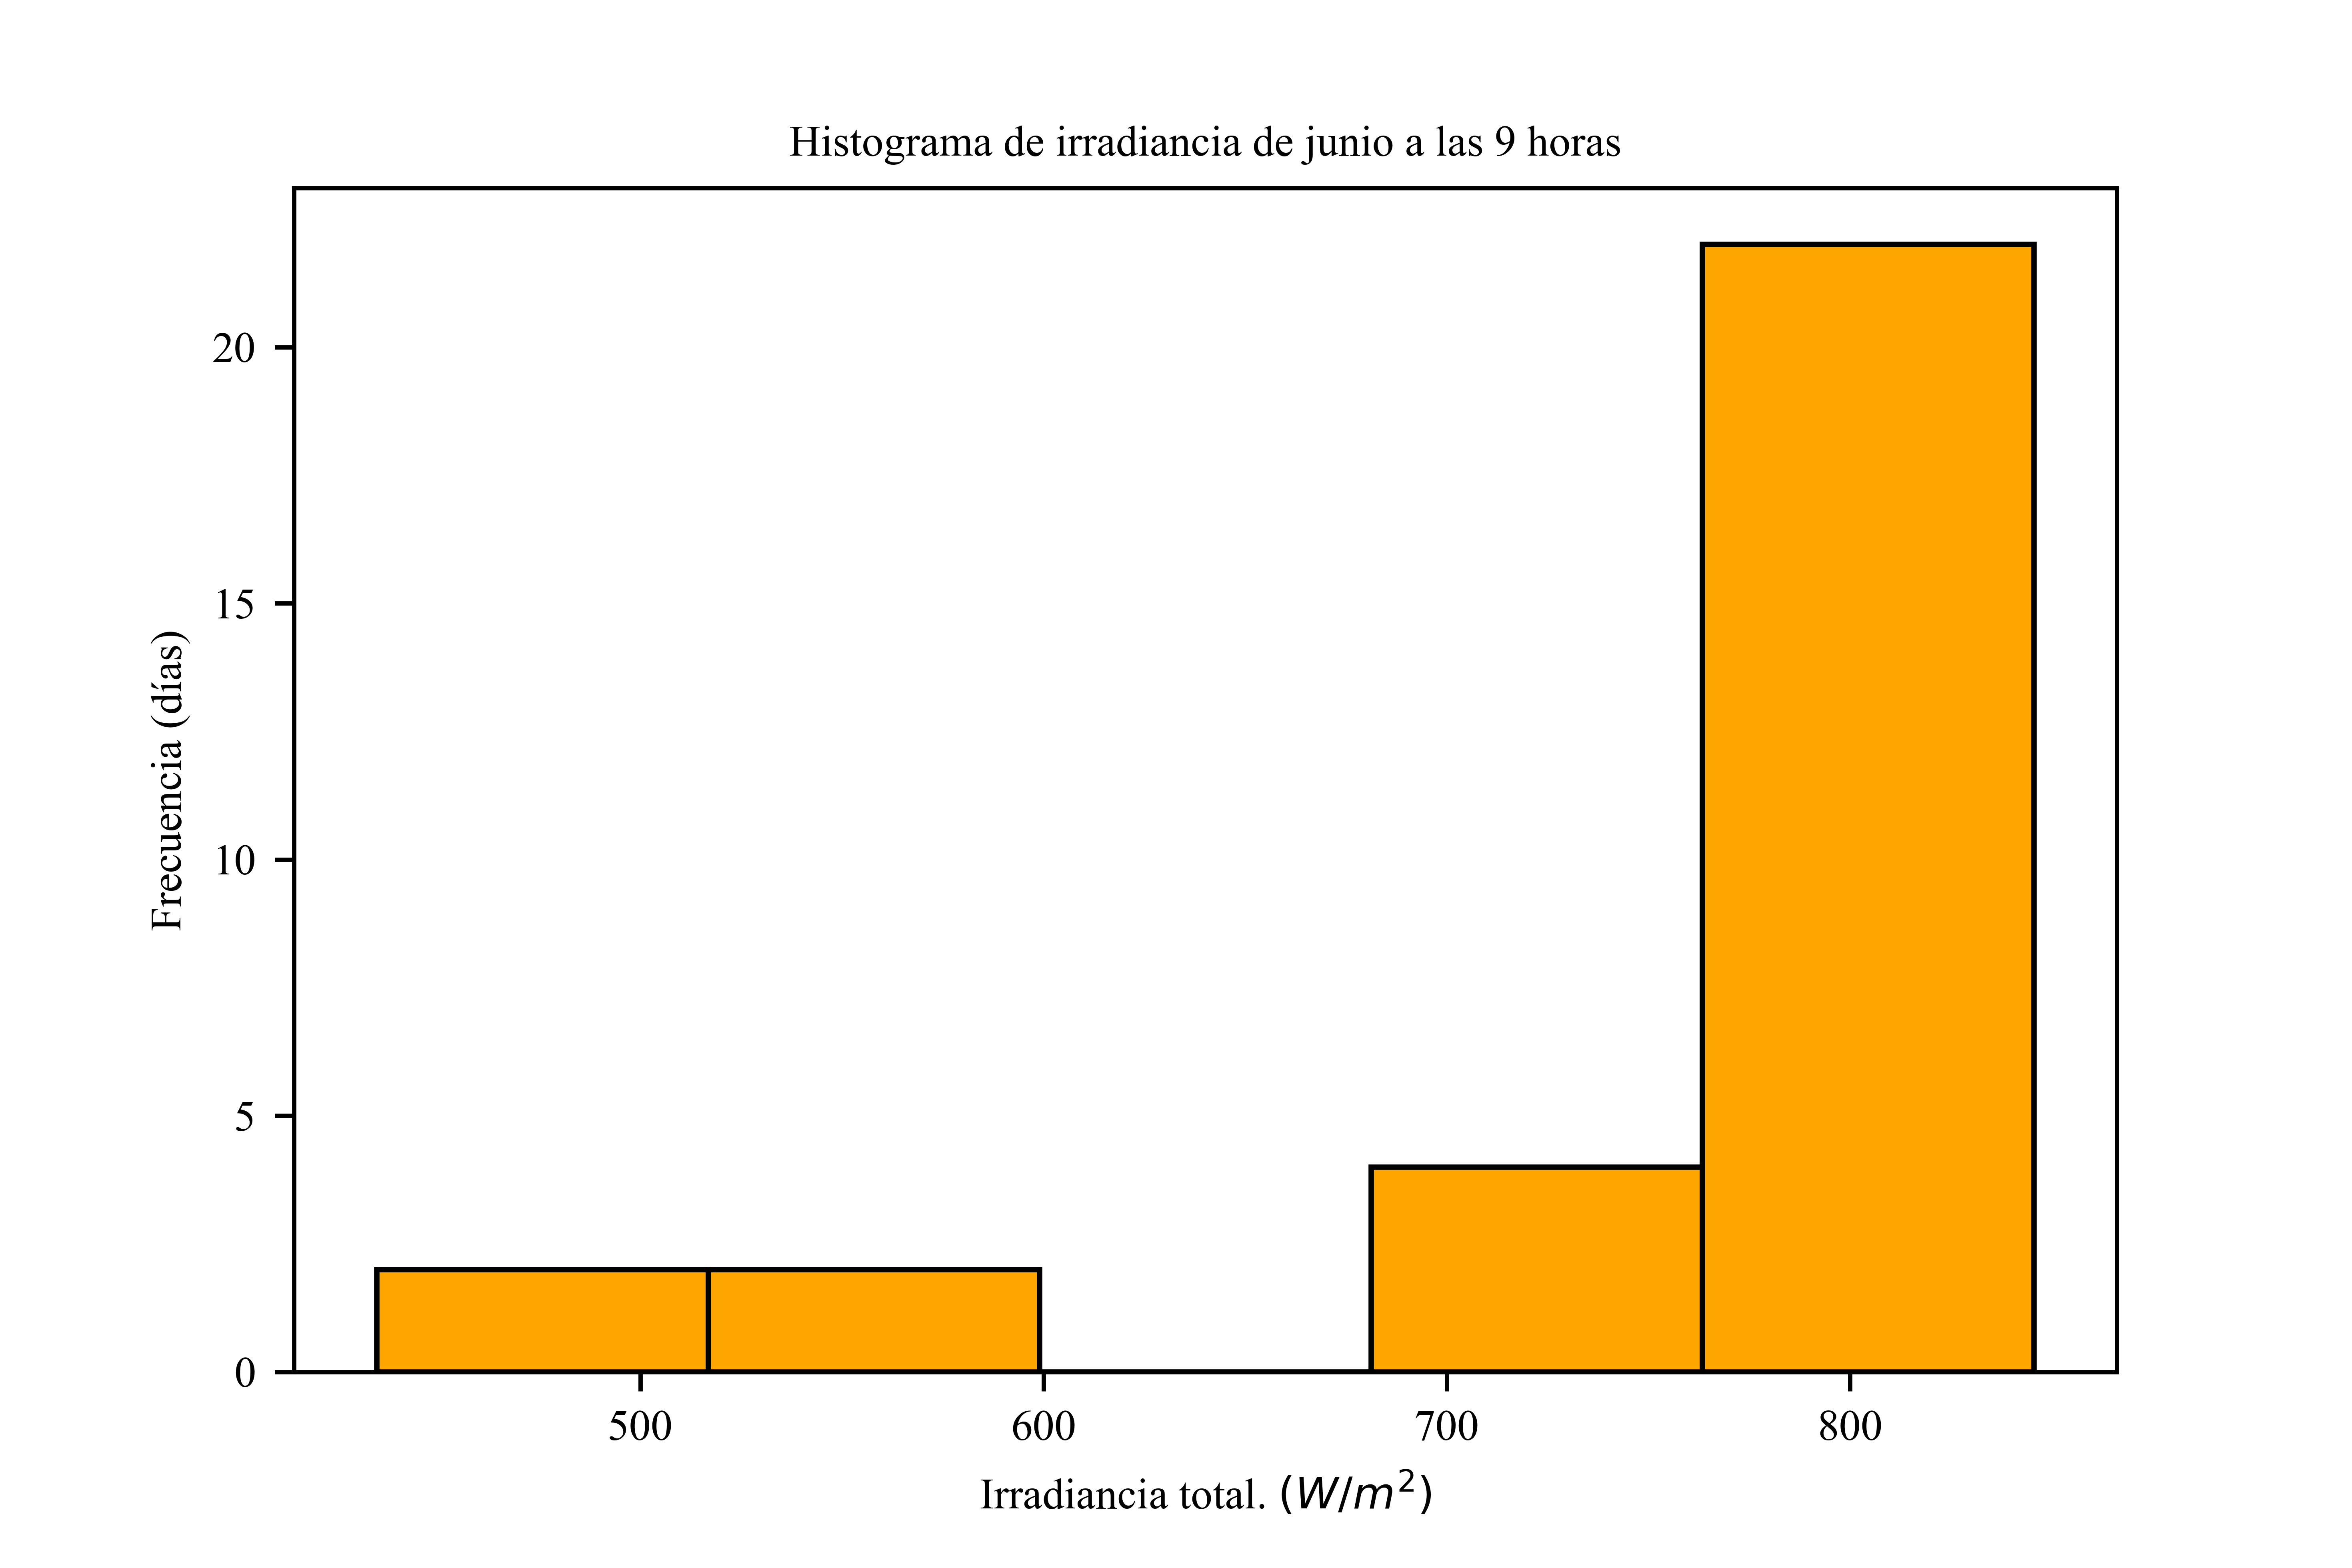 Histograma de irradiancia de junio a las 9 horas
Frecuencia (días)
20
15
10
5
0
500 600 700 800
Irradiancia total. (W/m²)